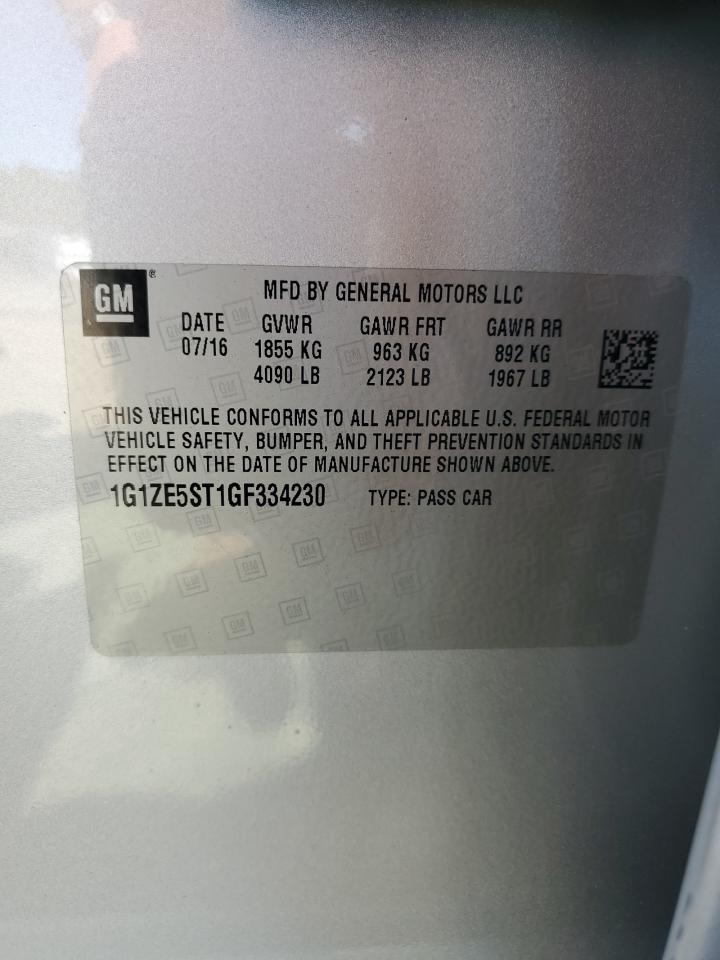 GM ®
MFD BY GENERAL MOTORS LLC
DATE GVWR GAWR FRT GAWR RR
07/16 1855 KG 963 KG 892 KG
4090 LB 2123 LB 1967 LB
THIS VEHICLE CONFORMS TO ALL APPLICABLE U.S. FEDERAL MOTOR
VEHICLE SAFETY, BUMPER, AND THEFT PREVENTION STANDARDS IN
EFFECT ON THE DATE OF MANUFACTURE SHOWN ABOVE.
1G1ZE5ST1GF334230 TYPE: PASS CAR